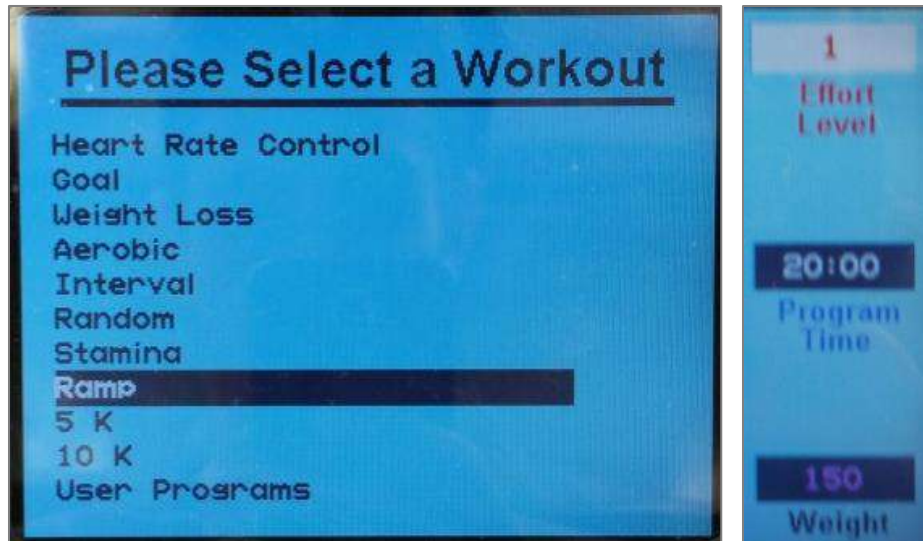 Please Select a Workout
Heart Rate Control
Goal
Weight Loss
Aerobic
Interval
Random
Stamina
Ramp
5 K
10 K
User Programs
1
Effort
Level
20:00
Program
Time
150
Weight